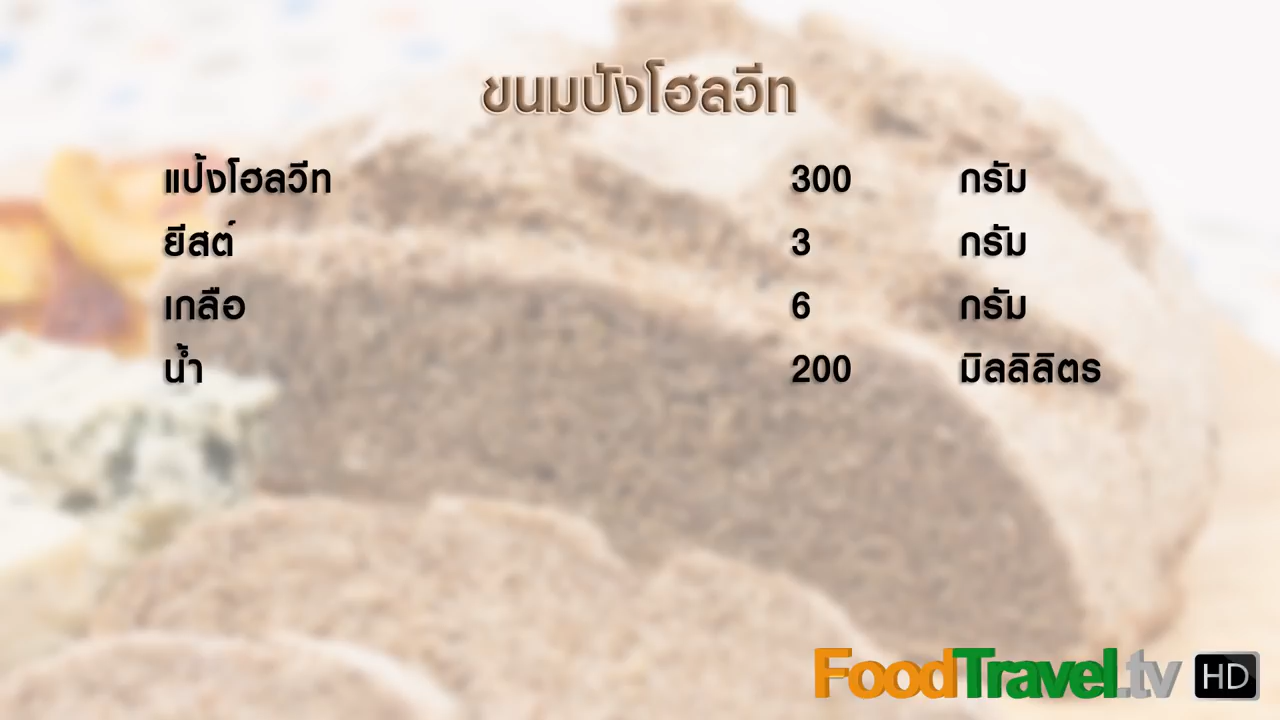 ขนมปังโฮลวีท
แป้งโฮลวีท 300 กรัม
ยีสต์ 3 กรัม
เกลือ 6 กรัม
น้ำ 200 มิลลิลิตร
FoodTravel.tv HD